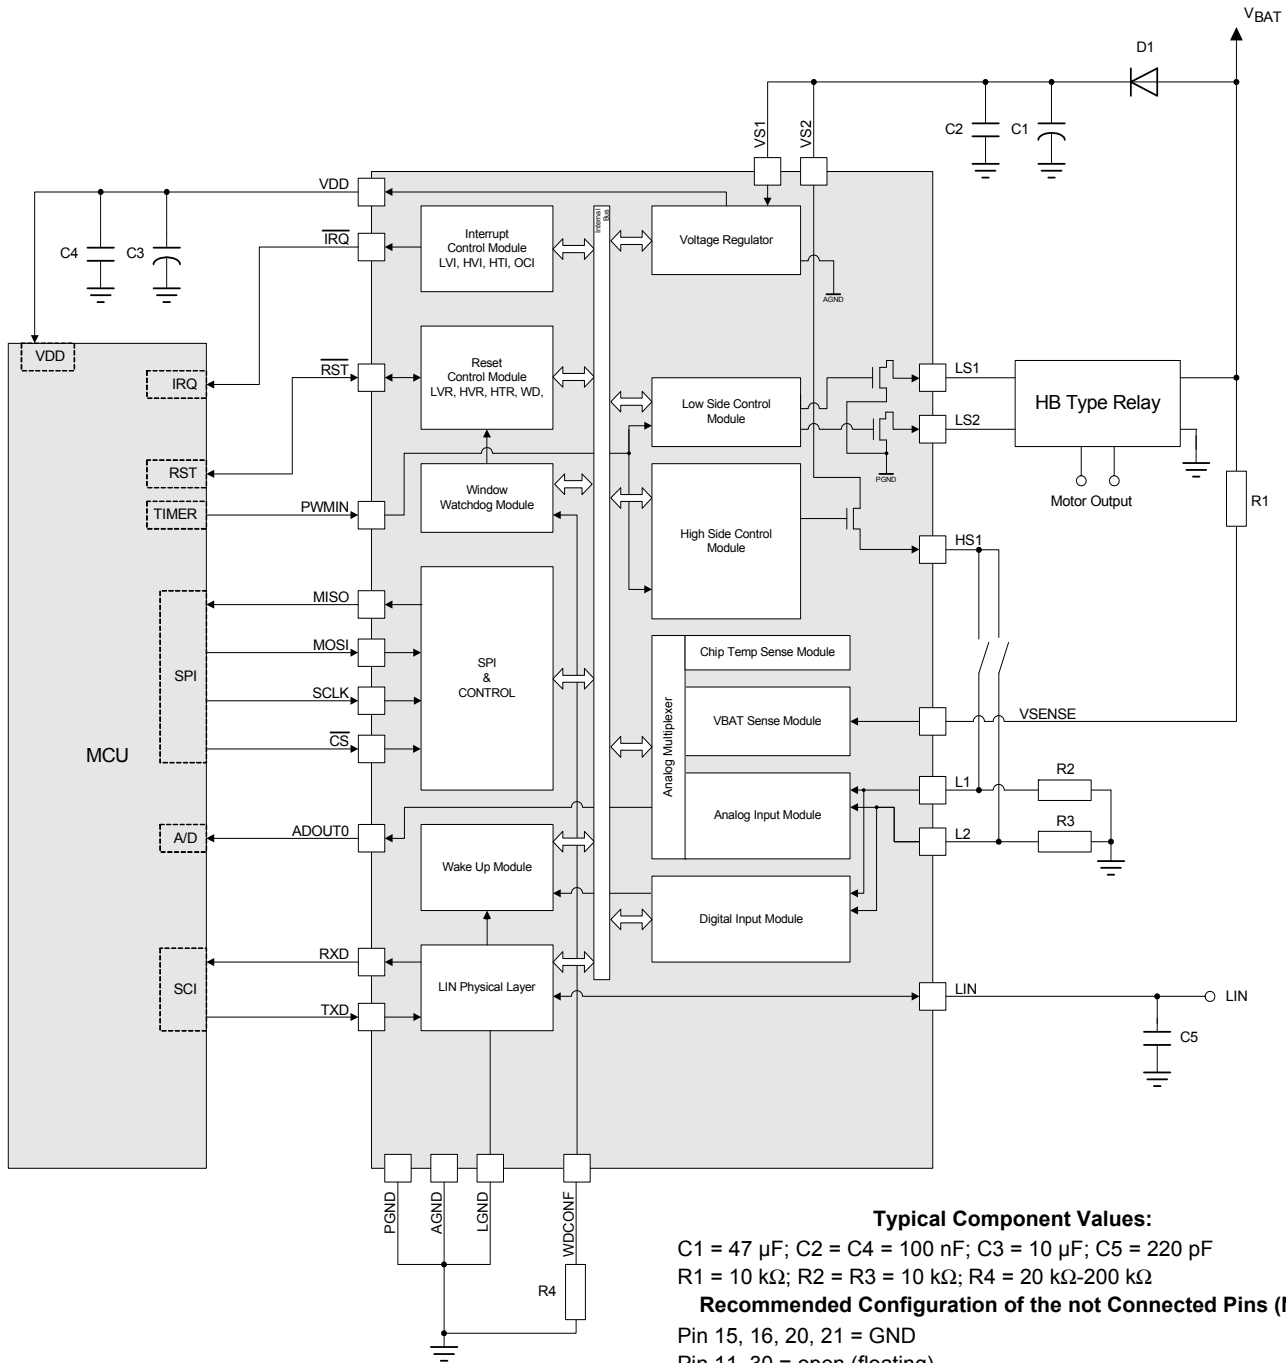 VBAT
D1
VS1
VS2
C2
C1
VDD
IRQ
C4
C3
Interrupt
Control Module
LVI, HVI, HTI, OCI
Internal
Bus
Voltage Regulator
AGND
VDD
IRQ
RST
Reset
Control Module
LVR, HVR, HTR, WD,
Low Side Control
Module
LS1
LS2
HB Type Relay
Motor Output
PGND
R1
RST
TIMER
PWMIN
Window
Watchdog Module
High Side Control
Module
HS1
MISO
MOSI
SCLK
CS
SPI
SPI
&
CONTROL
MCU
Analog Multiplexer
Chip Temp Sense Module
VBAT Sense Module
VSENSE
Analog Input Module
L1
L2
R2
R3
A/D
ADOUT0
Wake Up Module
Digital Input Module
SCI
RXD
TXD
LIN Physical Layer
LIN
LIN
C5
PGND
AGND
LGND
WDCONF
R4
Typical Component Values:
C1 = 47 µF; C2 = C4 = 100 nF; C3 = 10 µF; C5 = 220 pF
R1 = 10 kΩ; R2 = R3 = 10 kΩ; R4 = 20 kΩ-200 kΩ
Recommended Configuration of the not Connected Pins (
Pin 15, 16, 20, 21 = GND
Pin 11, 30 = open (floating)